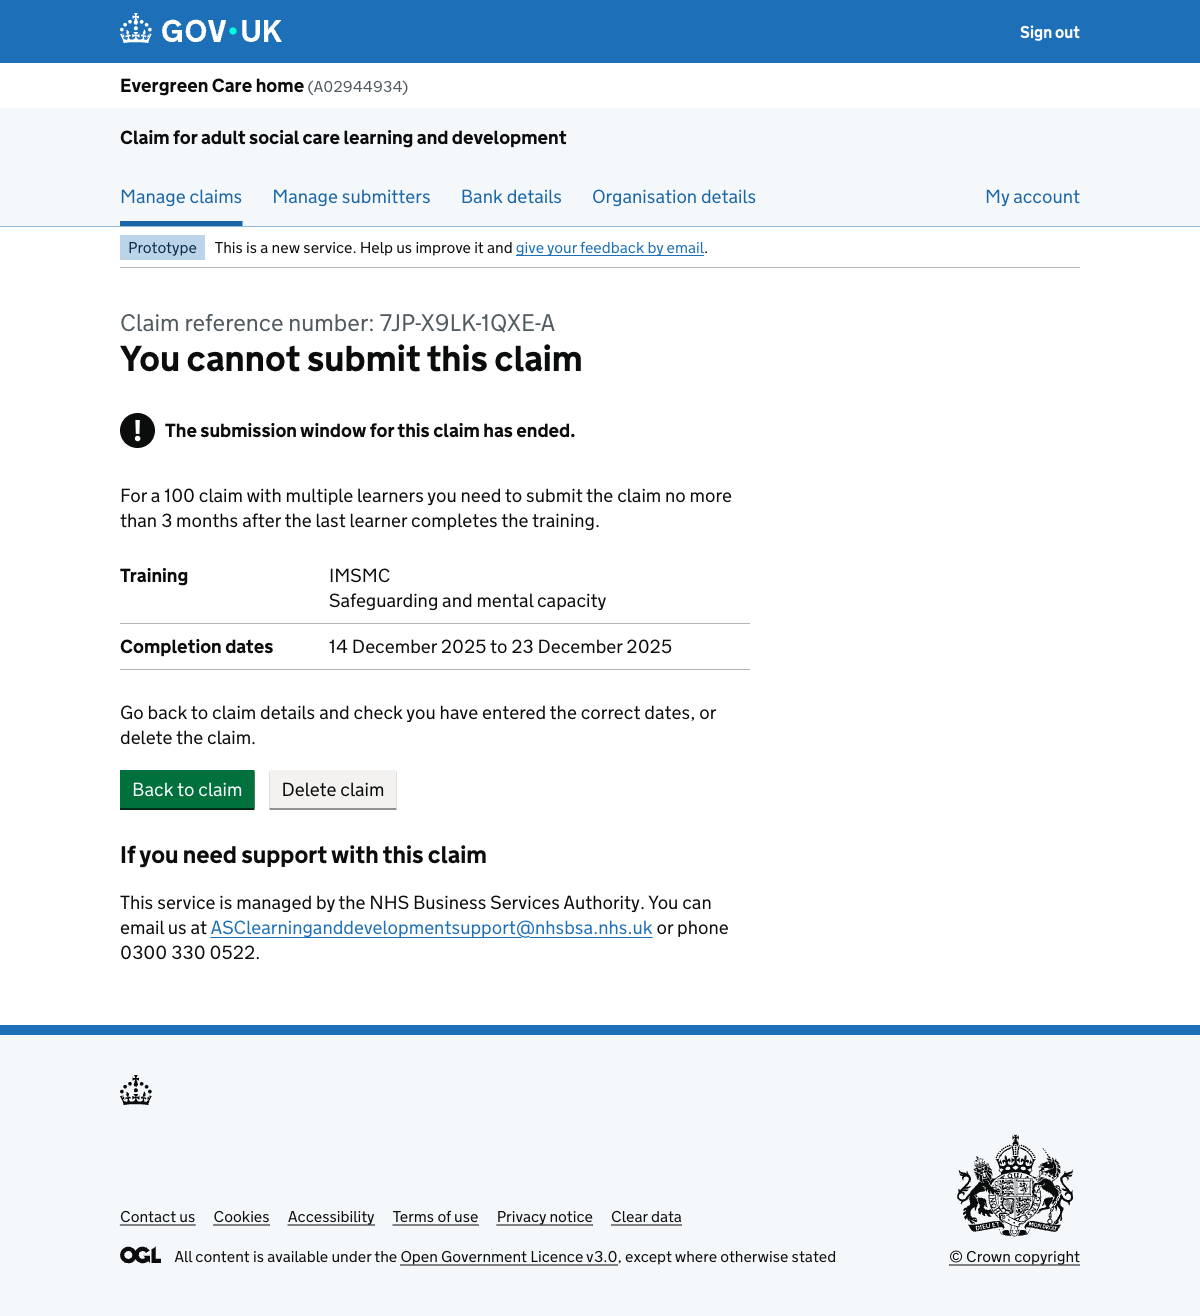 GOV·UK
Sign out
Evergreen Care home (A02944934)
Claim for adult social care learning and development
Manage claims Manage submitters Bank details Organisation details My account
Prototype This is a new service. Help us improve it and give your feedback by email.
Claim reference number: 7JP-X9LK-1QXE-A
You cannot submit this claim
! The submission window for this claim has ended.
For a 100 claim with multiple learners you need to submit the claim no more
than 3 months after the last learner completes the training.
Training IMSMC
Safeguarding and mental capacity
Completion dates 14 December 2025 to 23 December 2025
Go back to claim details and check you have entered the correct dates, or
delete the claim.
Back to claim Delete claim
If you need support with this claim
This service is managed by the NHS Business Services Authority. You can
email us at ASClearninganddevelopmentsupport@nhsbsa.nhs.uk or phone
0300 330 0522.
DIEU ET MON DROIT
Contact us Cookies Accessibility Terms of use Privacy notice Clear data
OGL All content is available under the Open Government Licence v3.0, except where otherwise stated
© Crown copyright